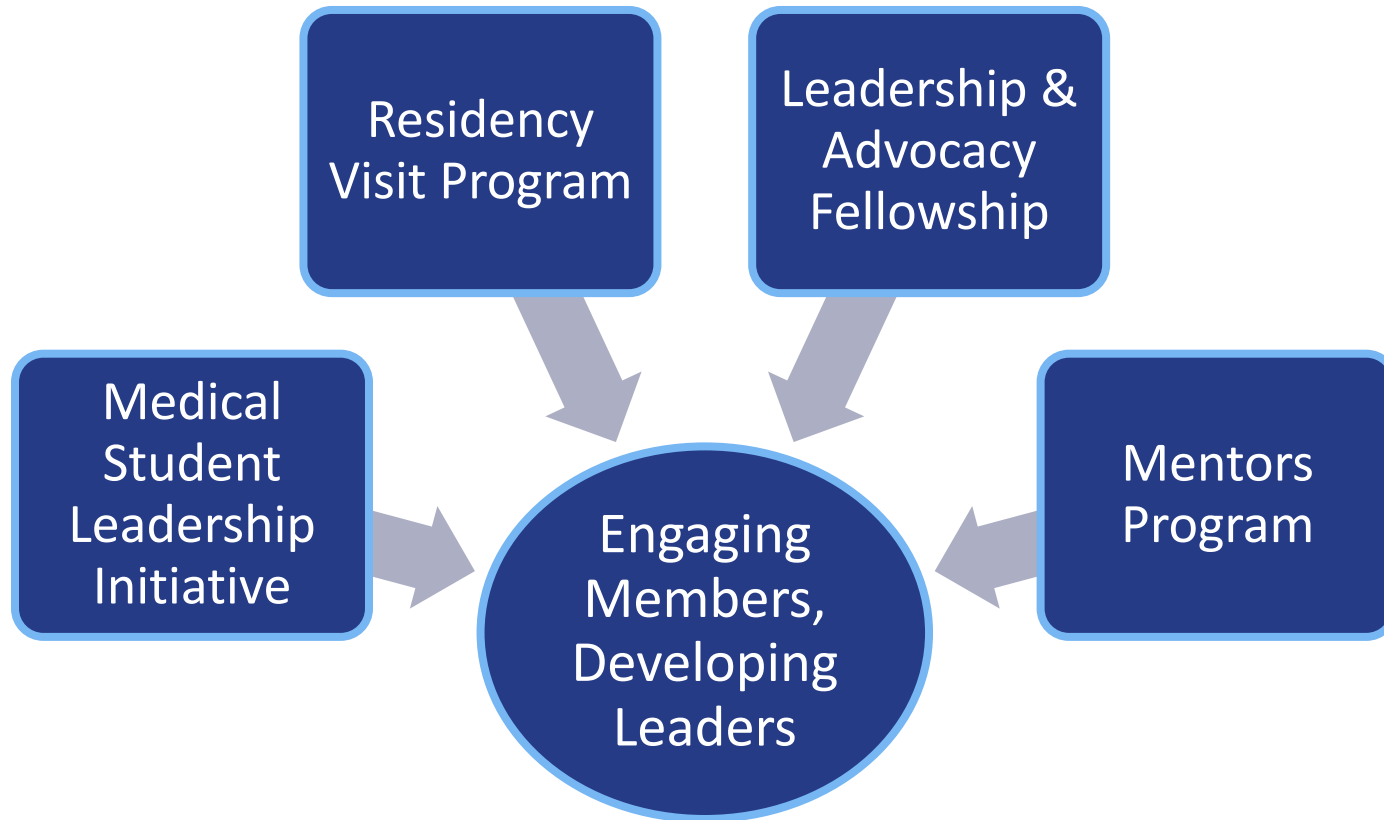 Residency
Visit Program
Leadership &
Advocacy
Fellowship
Medical
Student
Leadership
Initiative
Mentors
Program
Engaging
Members,
Developing
Leaders